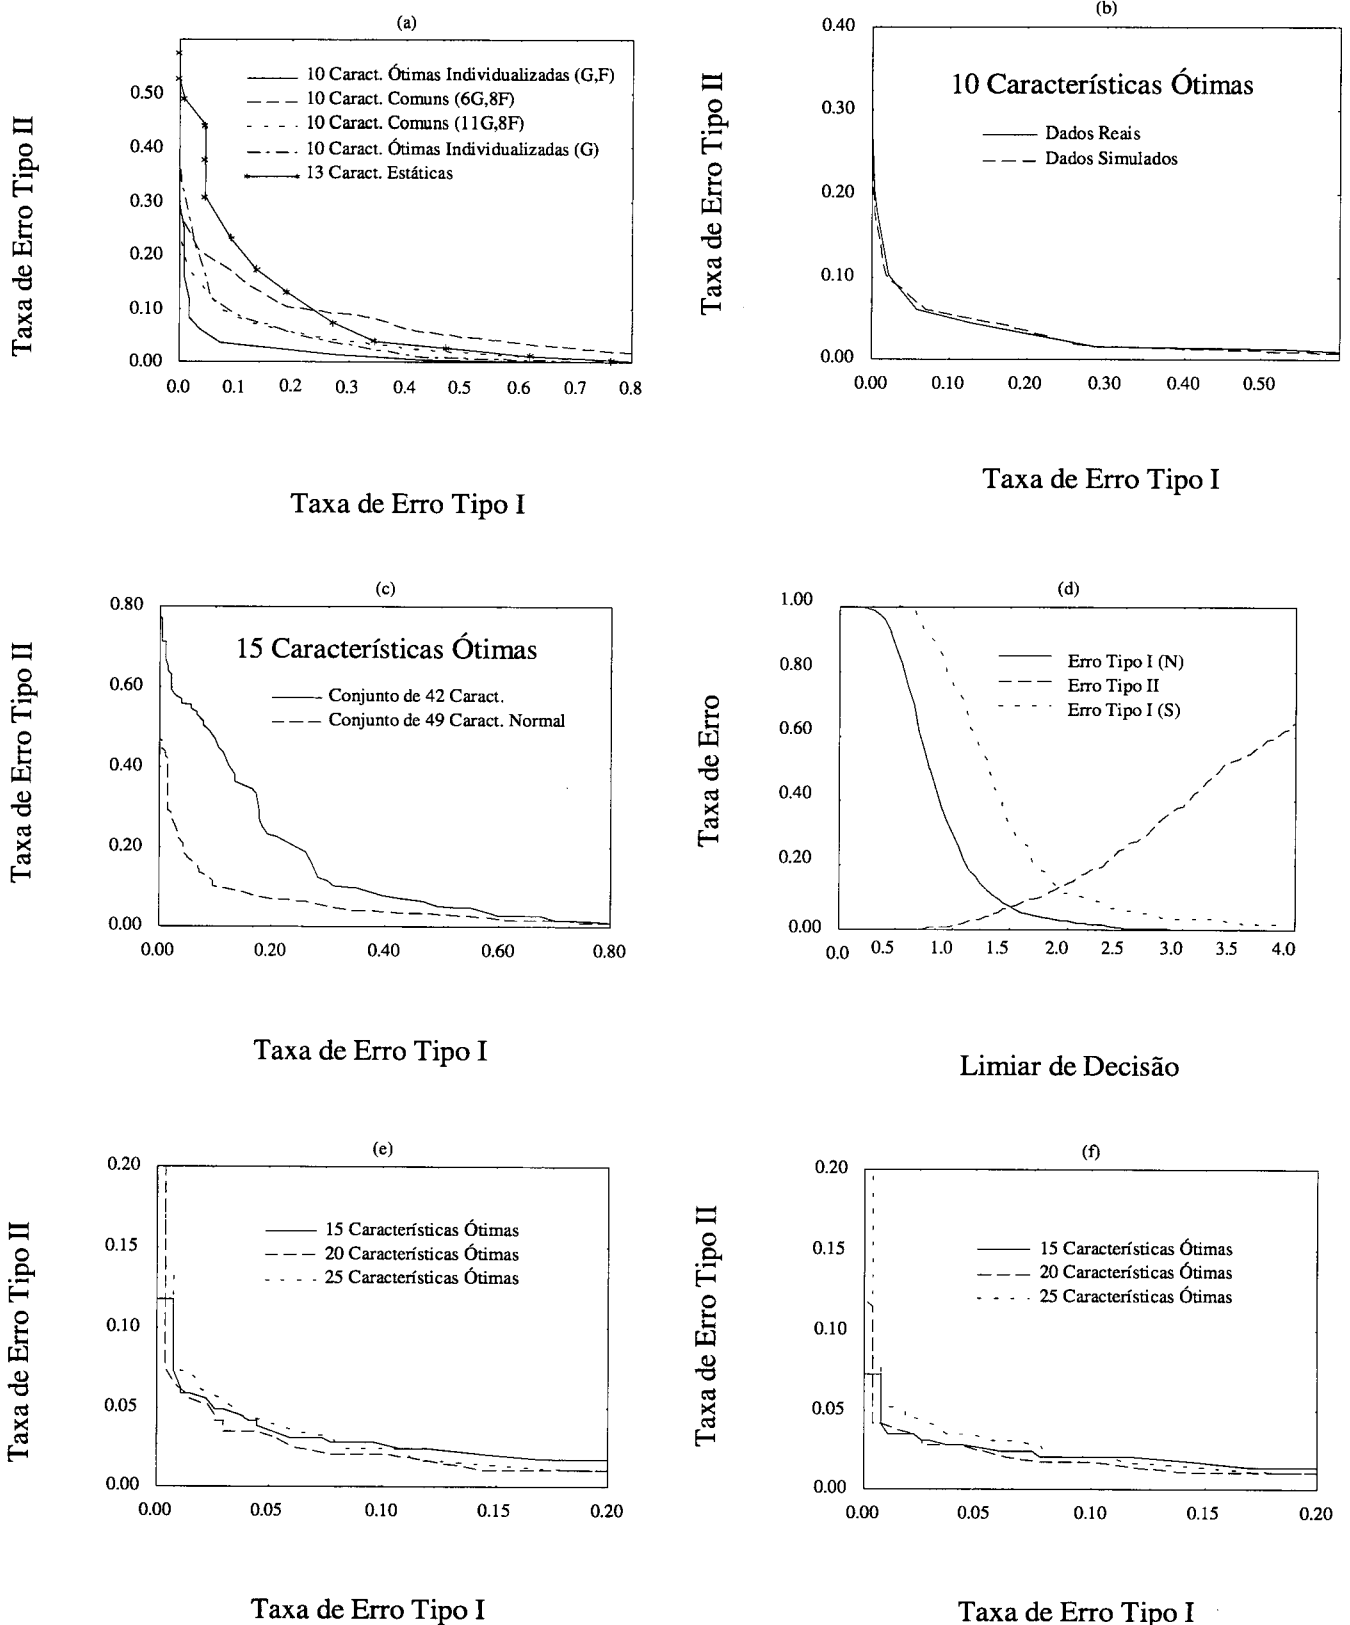 (a)
10 Caract. Ótimas Individualizadas (G,F)
10 Caract. Comuns (6G,8F)
10 Caract. Comuns (11G,8F)
10 Caract. Ótimas Individualizadas (G)
13 Caract. Estáticas
0.50
0.40
0.30
0.20
0.10
0.00
0.0 0.1 0.2 0.3 0.4 0.5 0.6 0.7 0.8
Taxa de Erro Tipo II
Taxa de Erro Tipo I
(b)
10 Características Ótimas
Dados Reais
Dados Simulados
0.40
0.30
0.20
0.10
0.00
0.00 0.10 0.20 0.30 0.40 0.50
Taxa de Erro Tipo II
Taxa de Erro Tipo I
(c)
15 Características Ótimas
Conjunto de 42 Caract.
Conjunto de 49 Caract. Normal
0.80
0.60
0.40
0.20
0.00
0.00 0.20 0.40 0.60 0.80
Taxa de Erro Tipo II
Taxa de Erro Tipo I
(d)
Erro Tipo I (N)
Erro Tipo II
Erro Tipo I (S)
1.00
0.80
0.60
0.40
0.20
0.00
0.0 0.5 1.0 1.5 2.0 2.5 3.0 3.5 4.0
Taxa de Erro
Limiar de Decisão
(e)
15 Características Ótimas
20 Características Ótimas
25 Características Ótimas
0.20
0.15
0.10
0.05
0.00
0.00 0.05 0.10 0.15 0.20
Taxa de Erro Tipo II
Taxa de Erro Tipo I
(f)
15 Características Ótimas
20 Características Ótimas
25 Características Ótimas
0.20
0.15
0.10
0.05
0.00
0.00 0.05 0.10 0.15 0.20
Taxa de Erro Tipo II
Taxa de Erro Tipo I